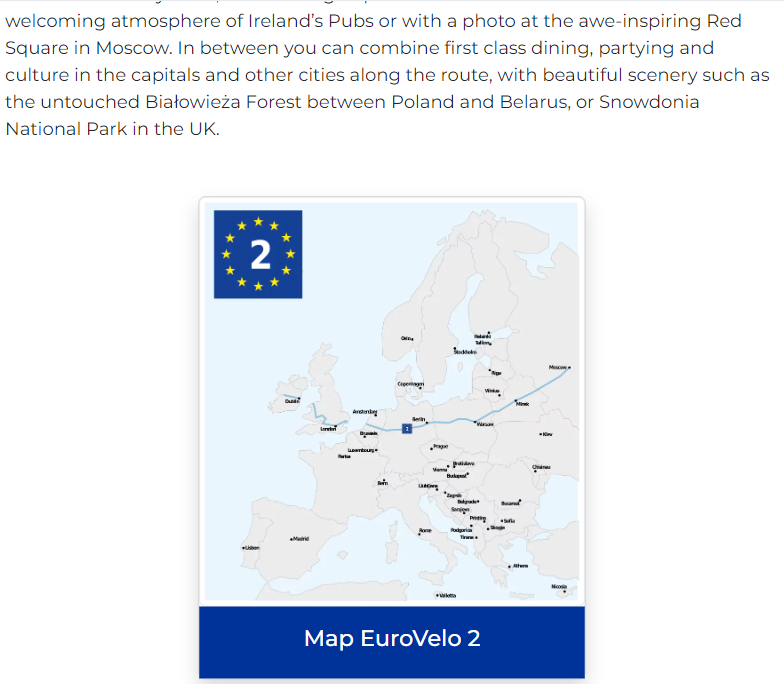 welcoming atmosphere of Ireland’s Pubs or with a photo at the awe-inspiring Red
Square in Moscow. In between you can combine first class dining, partying and
culture in the capitals and other cities along the route, with beautiful scenery such as
the untouched Białowieża Forest between Poland and Belarus, or Snowdonia
National Park in the UK.
2
Oslo
Helsinki
Tallinn
Stockholm
Riga
Moscow
Copenhagen
Vilnius
Dublin
Minsk
Amsterdam
Berlin
London
Warsaw
Brussels
Kiev
2
Prague
Luxembourg
Paris
Bratislava
Vienna
Chisinau
Budapest
Bern
Ljubljana
Zagreb
Belgrade
Bucarest
Sarajevo
Pristina
Sofia
Skopje
Rome
Podgorica
Tirana
Madrid
Lisbon
Athens
Nicosia
Valletta
Map EuroVelo 2